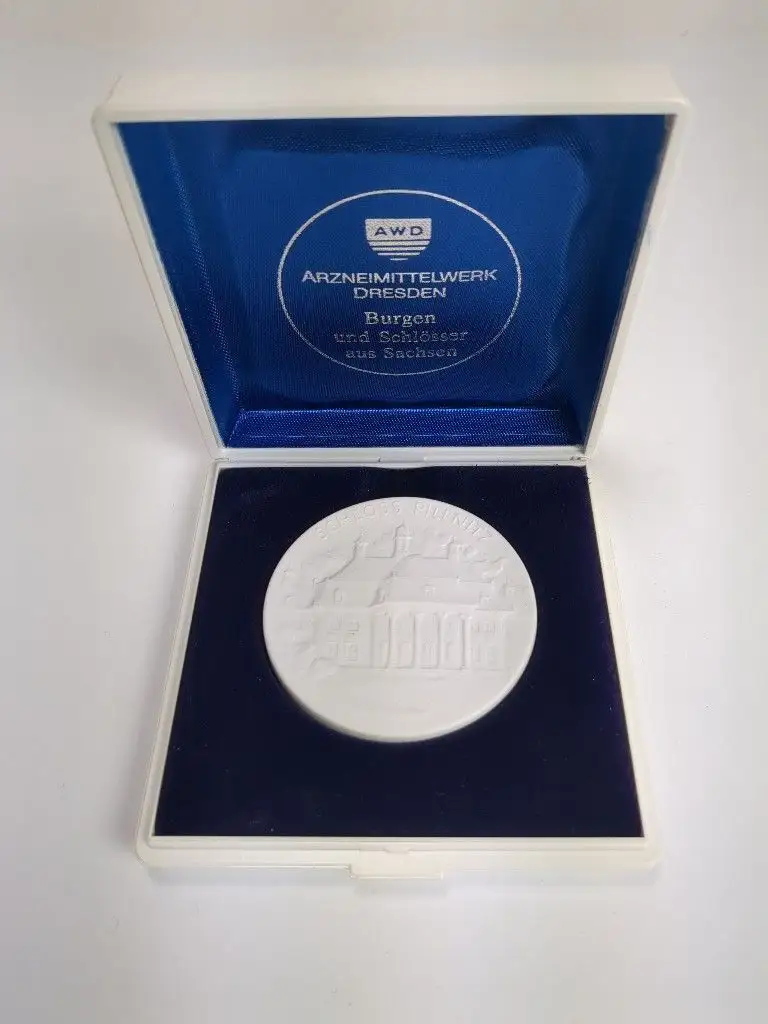 AWD
ARZNEIMITTELWERK
DRESDEN
Burgen
und Schlösser
aus Sachsen
SCHLOSS PILLNITZ